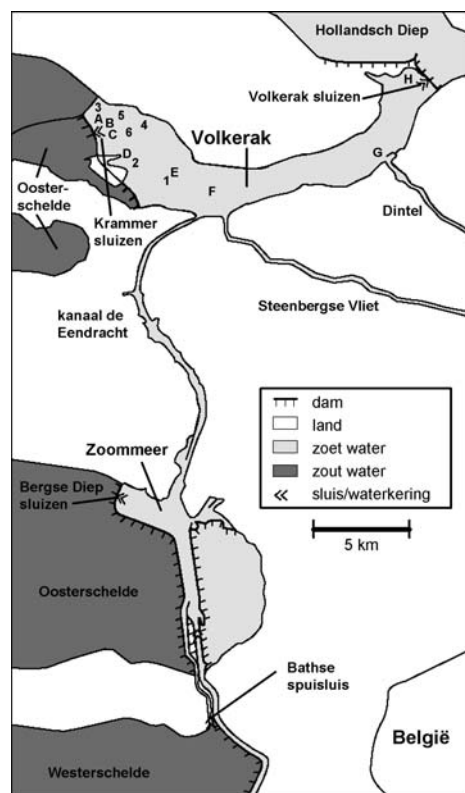 Hollandsch Diep
H
7
Volkerak sluizen
3
A
5
B
4
C
6
Volkerak
D
2
E
1
F
G
Ooster-
schelde
Krammer
sluizen
Dintel
Steenbergse Vliet
kanaal de
Eendracht
dam
land
zoet water
zout water
sluis/waterkering
5 km
Zoommeer
Bergse Diep
sluizen
Oosterschelde
Bathse
spuisluis
België
Westerschelde